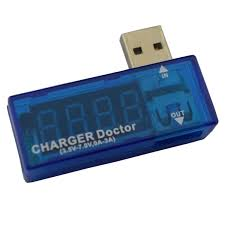 IN
OUT
CHARGER Doctor
(3.5V-7.0V,0A-3A)